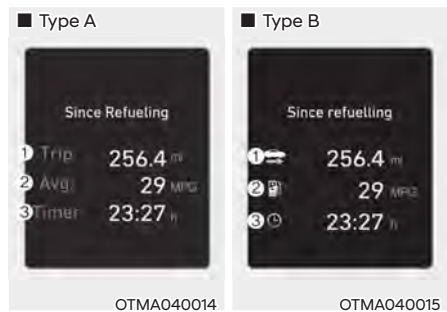 ■ Type A
Since Refueling
① Trip 256.4 mi
② Avg. 29 MPG
③ Timer 23:27 h
OTMA040014
■ Type B
Since refuelling
① 256.4 mi
② 29 MPG
③ 23:27 h
OTMA040015